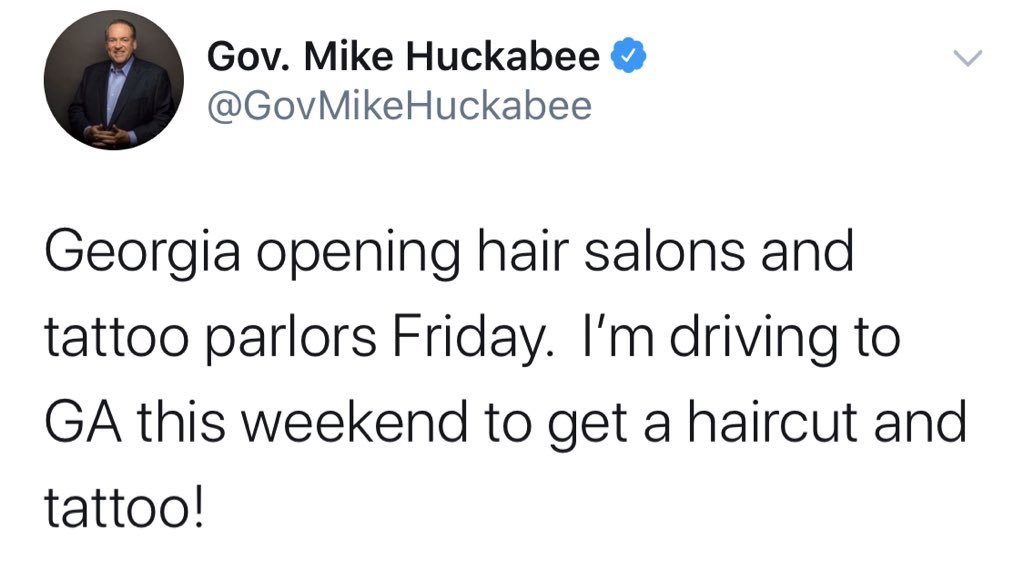 Gov. Mike Huckabee
@GovMikeHuckabee
Georgia opening hair salons and
tattoo parlors Friday.  I’m driving to
GA this weekend to get a haircut and
tattoo!